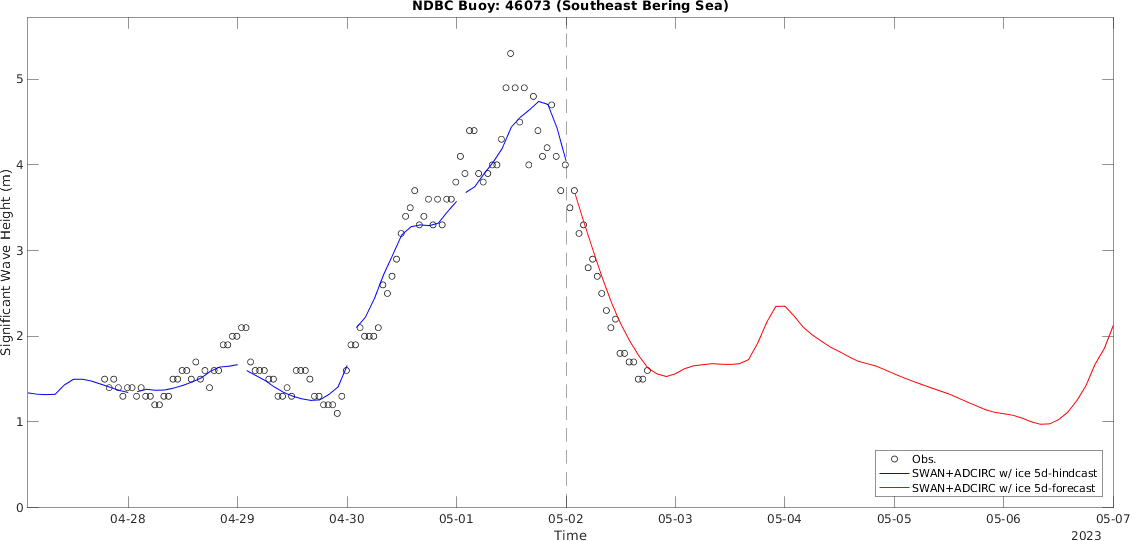 NDBC Buoy: 46073 (Southeast Bering Sea)
Significant Wave Height (m)
5
4
3
2
1
0
Obs.
SWAN+ADCIRC w/ ice 5d-hindcast
SWAN+ADCIRC w/ ice 5d-forecast
04-28 04-29 04-30 05-01 05-02 05-03 05-04 05-05 05-06 05-07
Time
2023